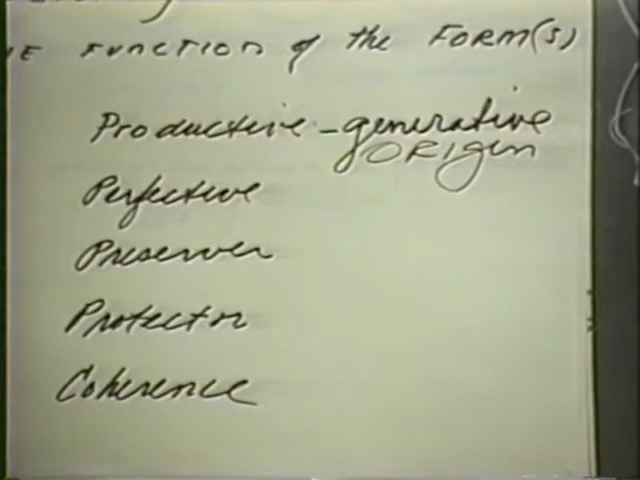 FUNCTION of the FORM(S)
Productive - generative
ORIgin
Perfective
Preserver
Protector
Coherence